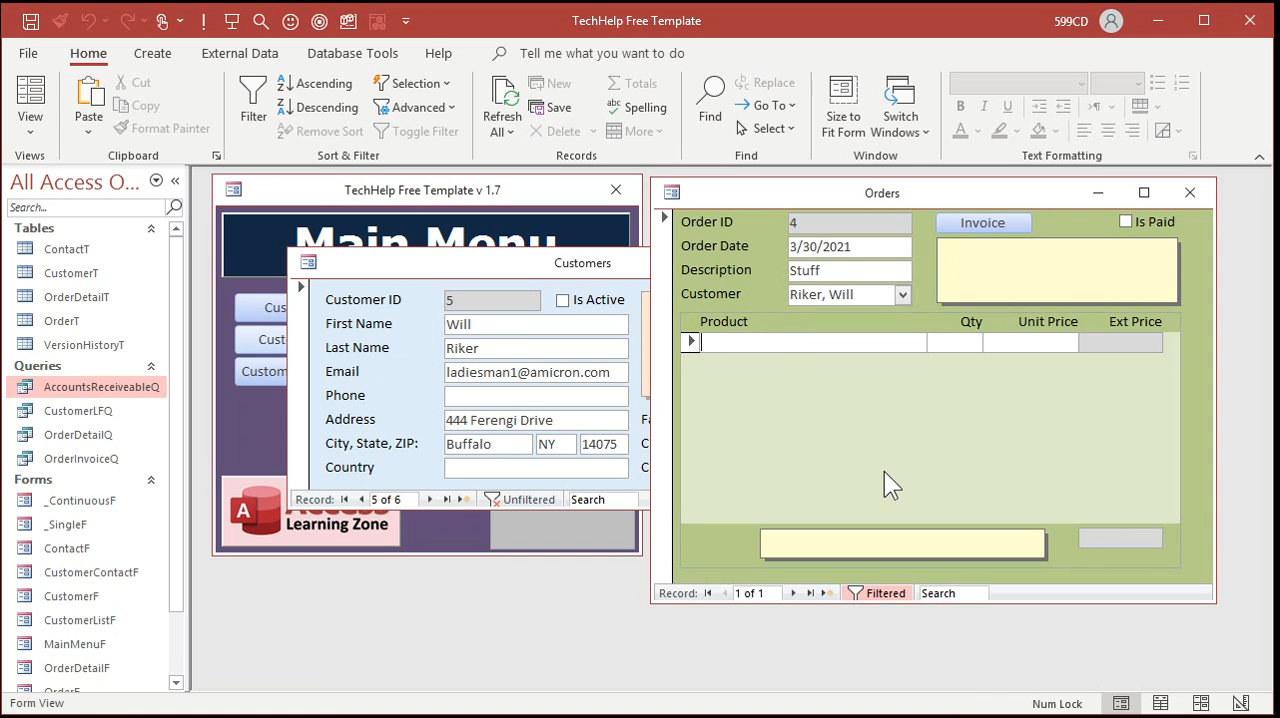 TechHelp Free Template
599CD
File Home Create External Data Database Tools Help Tell me what you want to do
View
Views
Paste
Cut
Copy
Format Painter
Clipboard
Filter
Ascending
Descending
Remove Sort
Selection
Advanced
Toggle Filter
Sort & Filter
Refresh All
New
Save
Delete
Totals
Spelling
More
Records
Find
Replace
Go To
Select
Find
Size to Fit Form
Switch Windows
Window
B I U
A
Text Formatting
All Access O...
Search...
Tables
ContactT
CustomerT
OrderDetailT
OrderT
VersionHistoryT
Queries
AccountsReceiveableQ
CustomerLFQ
OrderDetailQ
OrderInvoiceQ
Forms
_ContinuousF
_SingleF
ContactF
CustomerContactF
CustomerF
CustomerListF
MainMenuF
OrderDetailF
OrderF
TechHelp Free Template v 1.7
Main Menu
Cus
Cust
Custom
A
Access
Learning Zone
Customers
Customer ID 5 Is Active
First Name Will
Last Name Riker
Email ladiesman1@amicron.com
Phone
Address 444 Ferengi Drive Fa
City, State, ZIP: Buffalo NY 14075 C
Country C
Record: 5 of 6 Unfiltered Search
Orders
Order ID 4 Invoice Is Paid
Order Date 3/30/2021
Description Stuff
Customer Riker, Will
Product Qty Unit Price Ext Price
Record: 1 of 1 Filtered Search
Form View
Num Lock